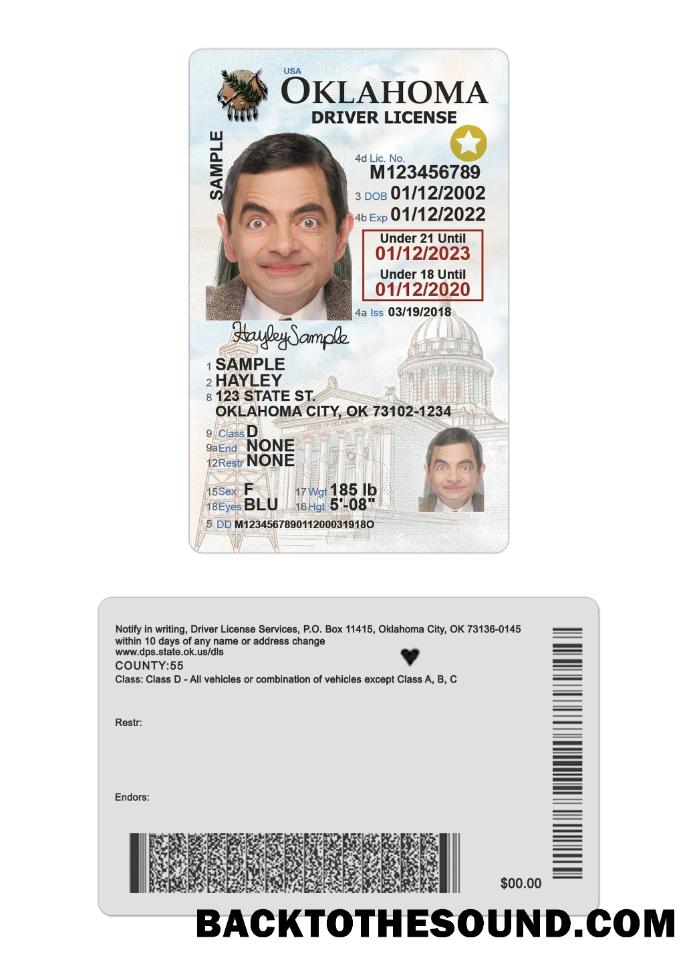 USA
OKLAHOMA
DRIVER LICENSE
SAMPLE
4d Lic. No.
M123456789
3 DOB 01/12/2002
4b Exp 01/12/2022
Under 21 Until
01/12/2023
Under 18 Until
01/12/2020
4a Iss 03/19/2018
HayleySample
1 SAMPLE
2 HAYLEY
8 123 STATE ST.
OKLAHOMA CITY, OK 73102-1234
9 Class D
9a End NONE
12 Restr NONE
15 Sex F 17 Wgt 185 lb
18 Eyes BLU 16 Hgt 5'-08"
5 DD M123456789011200031918O
Notify in writing, Driver License Services, P.O. Box 11415, Oklahoma City, OK 73136-0145
within 10 days of any name or address change
www.dps.state.ok.us/dls
COUNTY:55
Class: Class D - All vehicles or combination of vehicles except Class A, B, C
Restr:
Endors:
$00.00
BACKTOTHESOUND.COM